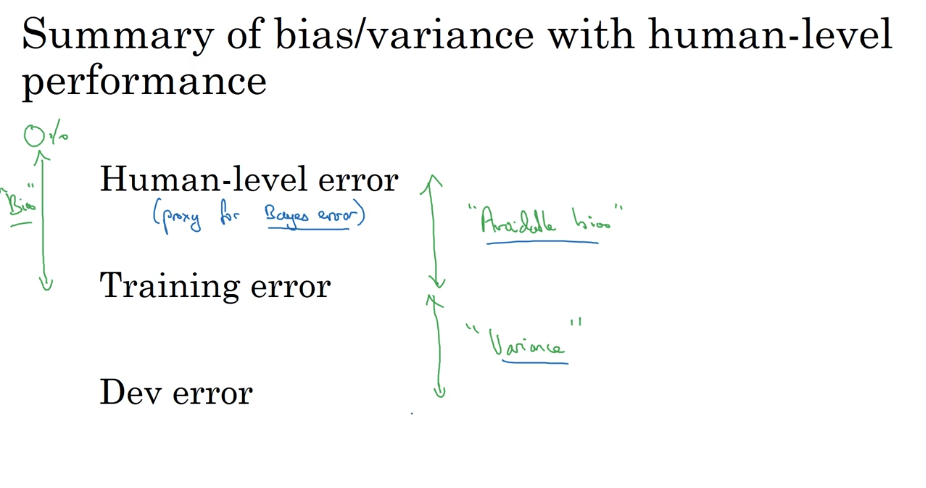 Summary of bias/variance with human-level
performance
0%
"Bias"
Human-level error
(proxy for Bayes error)
"Avoidable bias"
Training error
"Variance"
Dev error